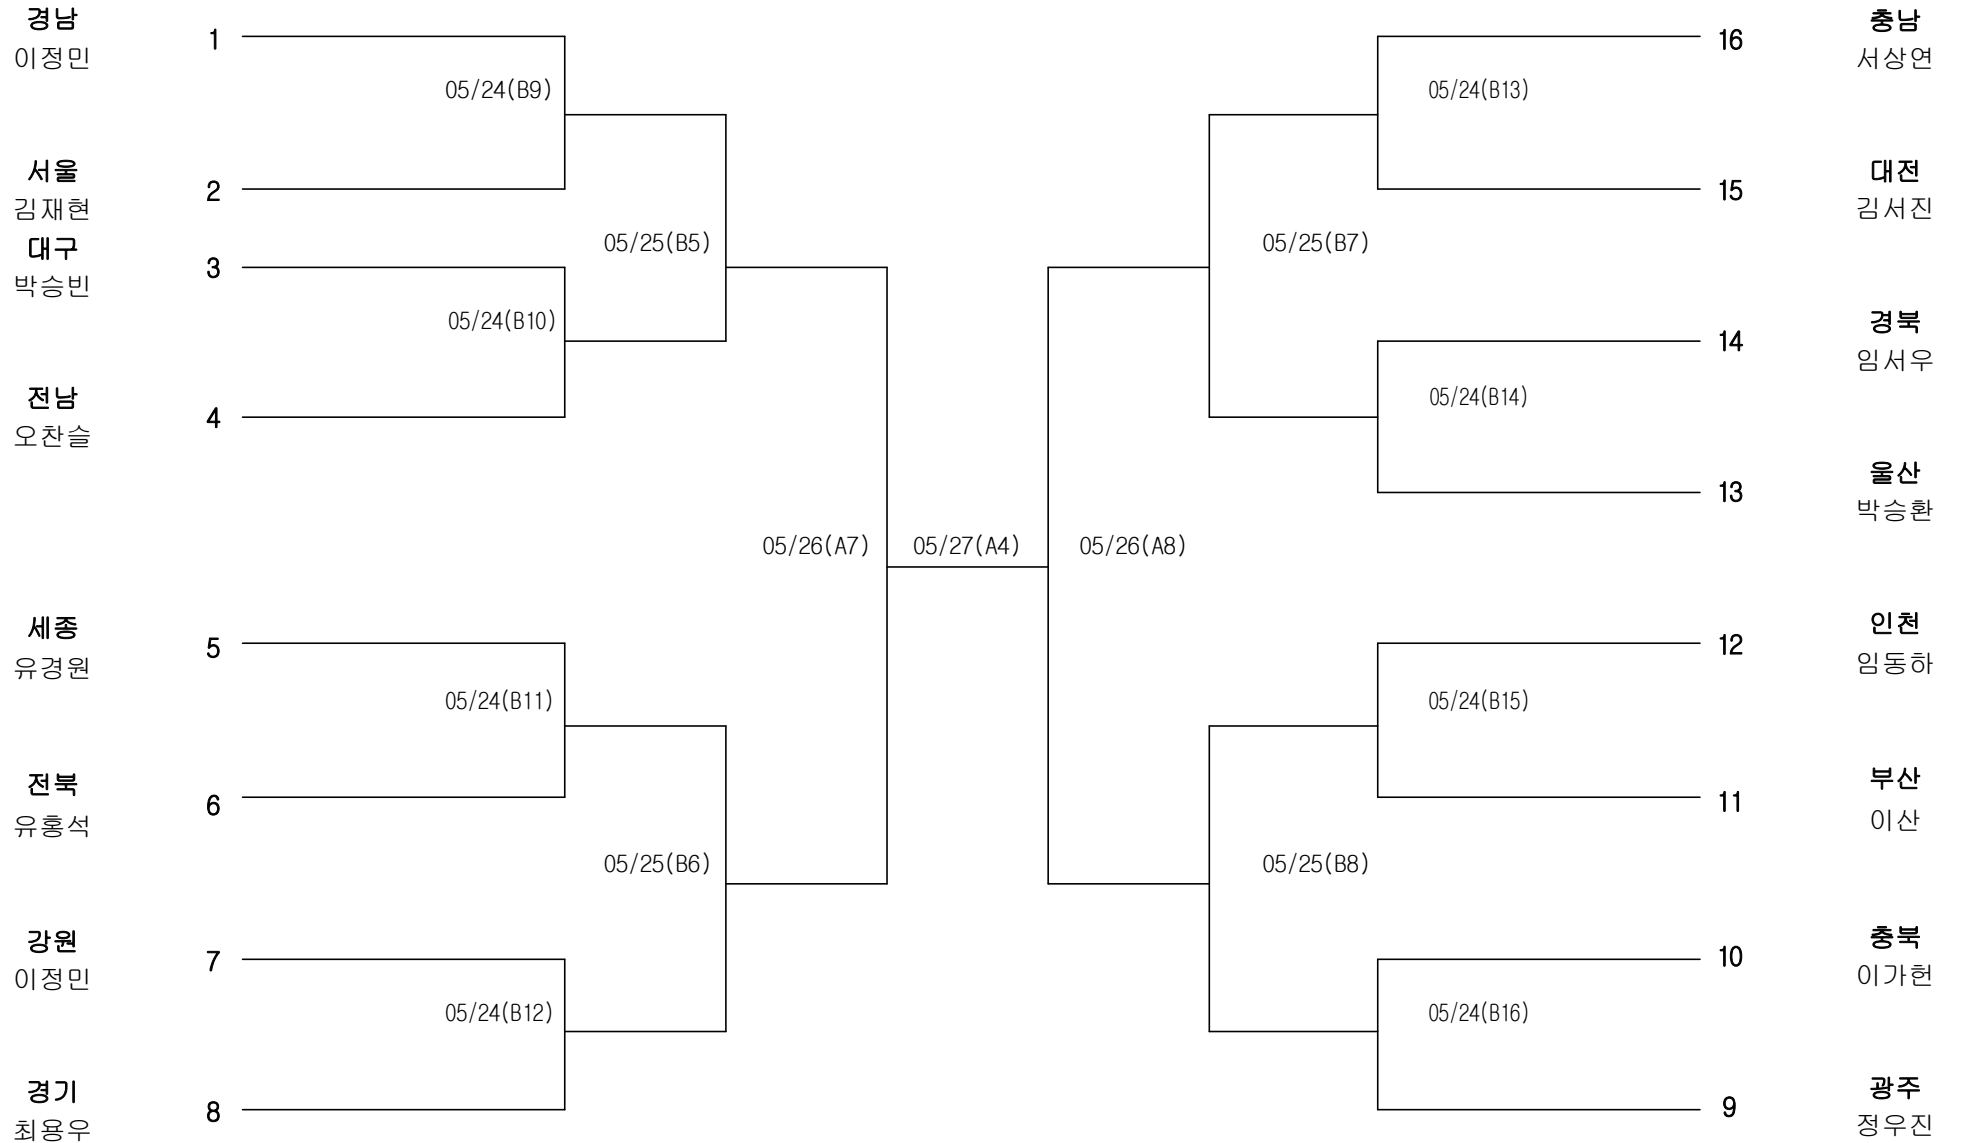 경남
이정민
1
05/24(B9)
서울
김재현
2
05/25(B5)
대구
박승빈
3
05/24(B10)
전남
오찬슬
4
05/26(A7)
세종
유경원
5
05/24(B11)
전북
유홍석
6
05/25(B6)
강원
이정민
7
05/24(B12)
경기
최용우
8
05/27(A4)
16
충남
서상연
05/24(B13)
15
대전
김서진
05/25(B7)
14
경북
임서우
05/24(B14)
13
울산
박승환
05/26(A8)
12
인천
임동하
05/24(B15)
11
부산
이산
05/25(B8)
10
충북
이가헌
05/24(B16)
9
광주
정우진